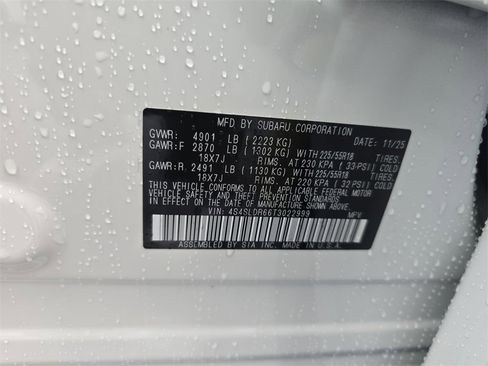 MFD BY SUBARU CORPORATION DATE: 11/25
GVWR: 4901 LB (2223 KG)
GAWR:F 2870 LB (1302 KG) WITH 225/55R18 TIRES.
18X7J RIMS. AT 230 KPA (33 PSI) COLD
GAWR:R 2491 LB (1130 KG) WITH 225/55R18 TIRES.
18X7J RIMS. AT 220 KPA (32 PSI) COLD
THIS VEHICLE CONFORMS TO ALL APPLICABLE FEDERAL MOTOR
VEHICLE SAFETY AND THEFT PREVENTION STANDARDS
IN EFFECT ON THE DATE OF MANUFACTURE SHOWN ABOVE.
VIN: 4S4SLDR66T3022999 MPV
ASSEMBLED BY SIA INC. MADE IN U.S.A.